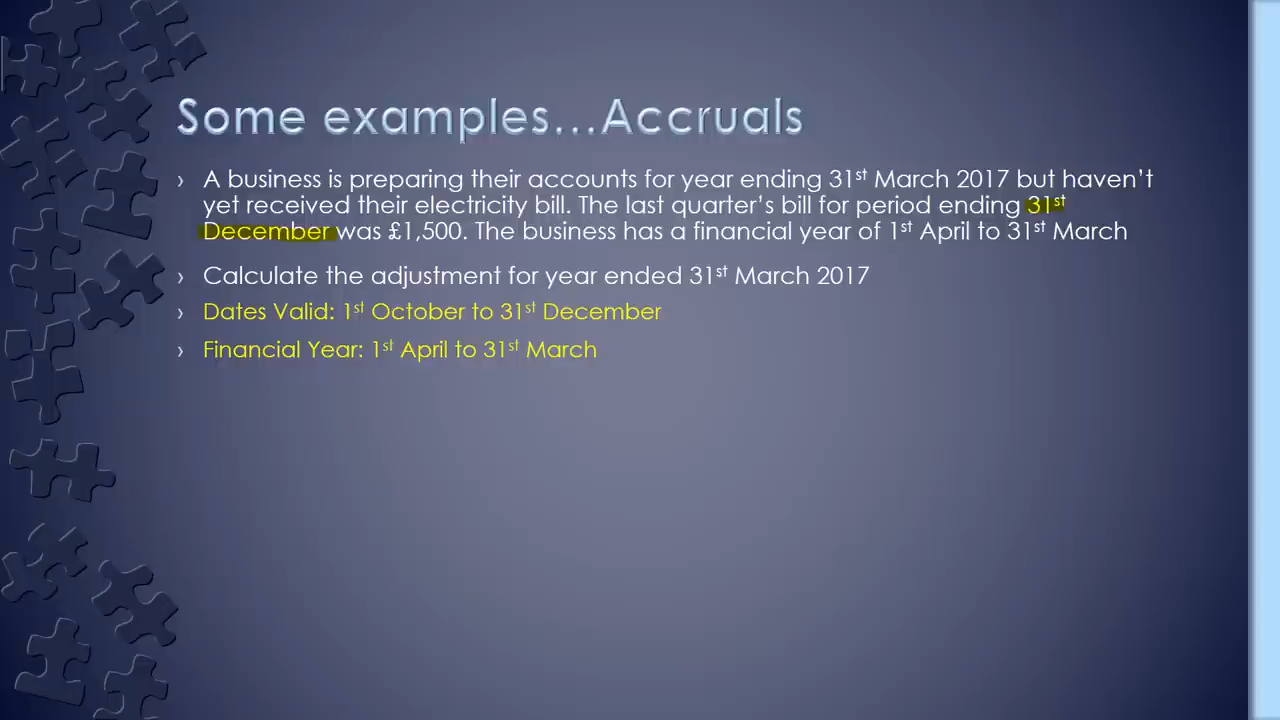 Some examples…Accruals
› A business is preparing their accounts for year ending 31st March 2017 but haven’t
yet received their electricity bill. The last quarter’s bill for period ending 31st
December was £1,500. The business has a financial year of 1st April to 31st March
› Calculate the adjustment for year ended 31st March 2017
› Dates Valid: 1st October to 31st December
› Financial Year: 1st April to 31st March